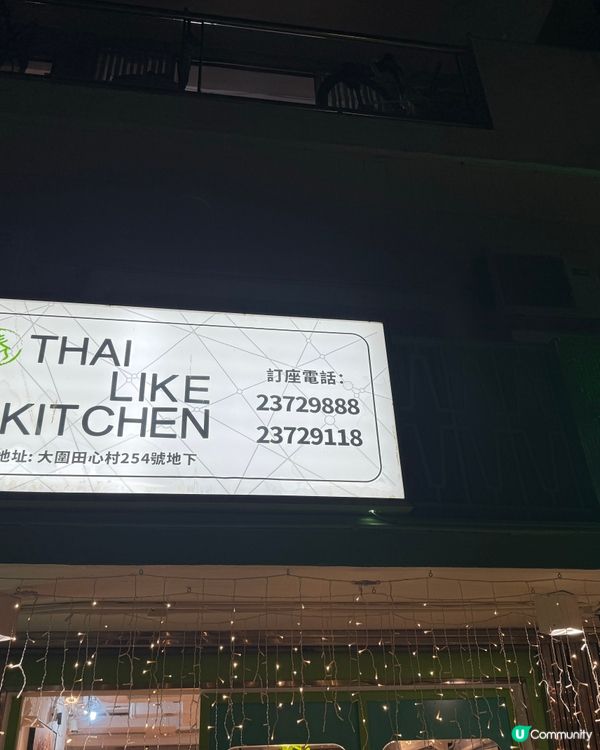 THAI
LIKE
KITCHEN
地址: 大圍田心村254號地下
訂座電話:
23729888
23729118
U Community